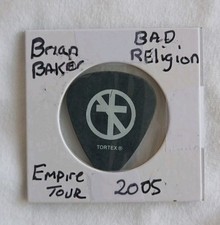 Brian BAKER
BAD RELigion
TORTEX®
EmpiRE TOUR
2005